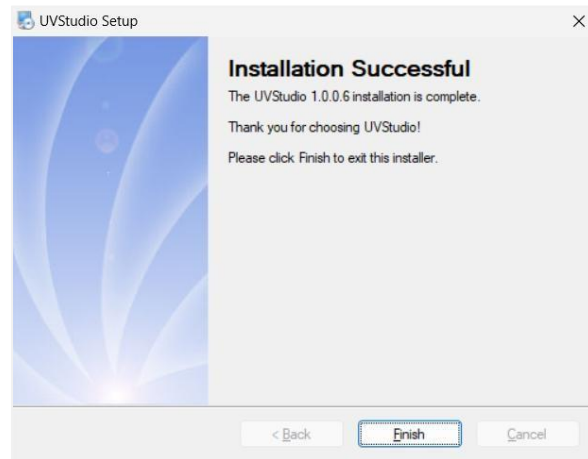 UVStudio Setup
Installation Successful
The UVStudio 1.0.0.6 installation is complete.
Thank you for choosing UVStudio!
Please click Finish to exit this installer.
< Back Finish Cancel